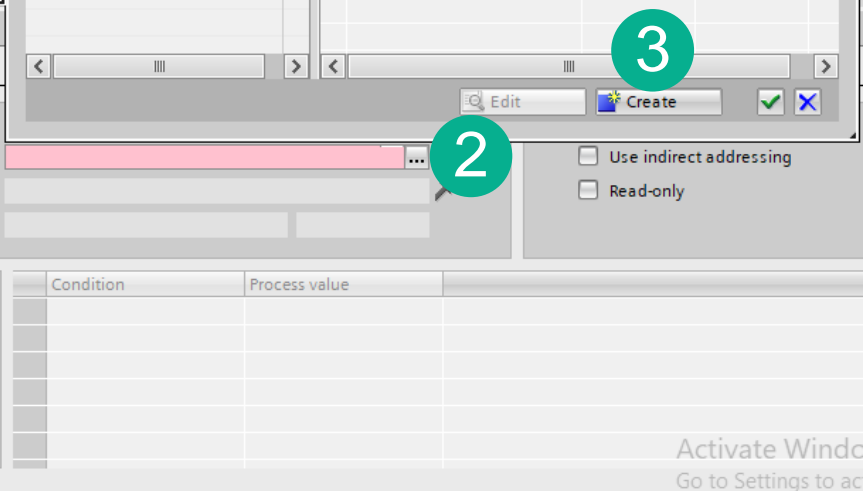 3
Edit
Create
2
...
Use indirect addressing
Read-only
Condition
Process value
Activate Windo
Go to Settings to ac